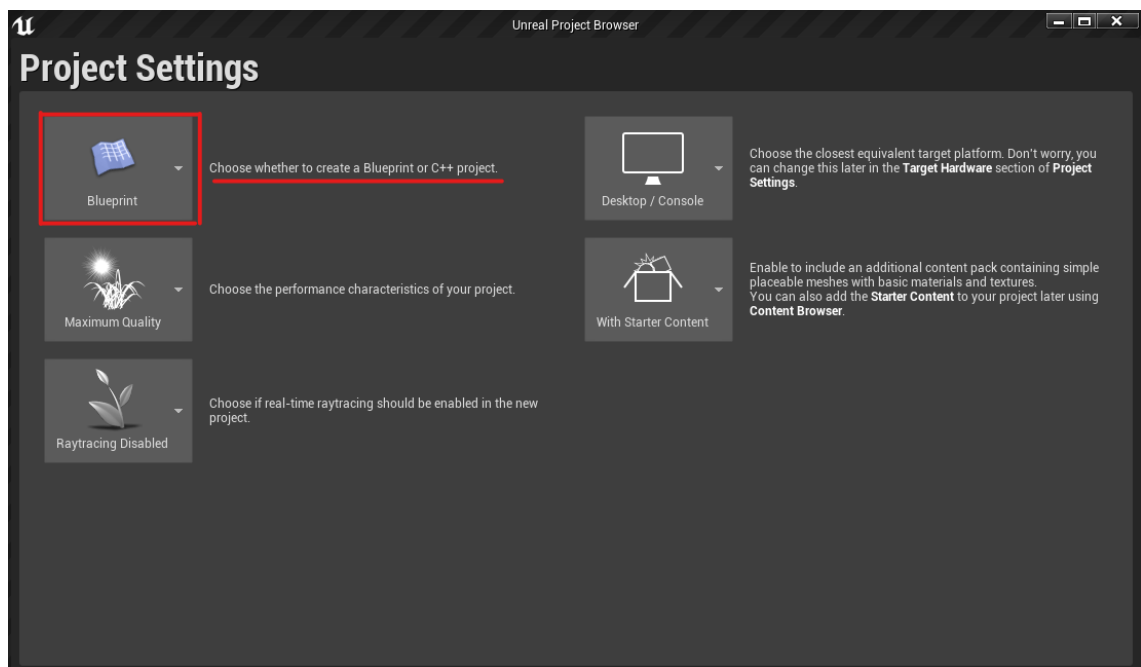 Unreal Project Browser
Project Settings
Blueprint
Choose whether to create a Blueprint or C++ project.
Desktop / Console
Choose the closest equivalent target platform. Don't worry, you
can change this later in the Target Hardware section of Project
Settings.
Maximum Quality
Choose the performance characteristics of your project.
With Starter Content
Enable to include an additional content pack containing simple
placeable meshes with basic materials and textures.
You can also add the Starter Content to your project later using
Content Browser.
Raytracing Disabled
Choose if real-time raytracing should be enabled in the new
project.